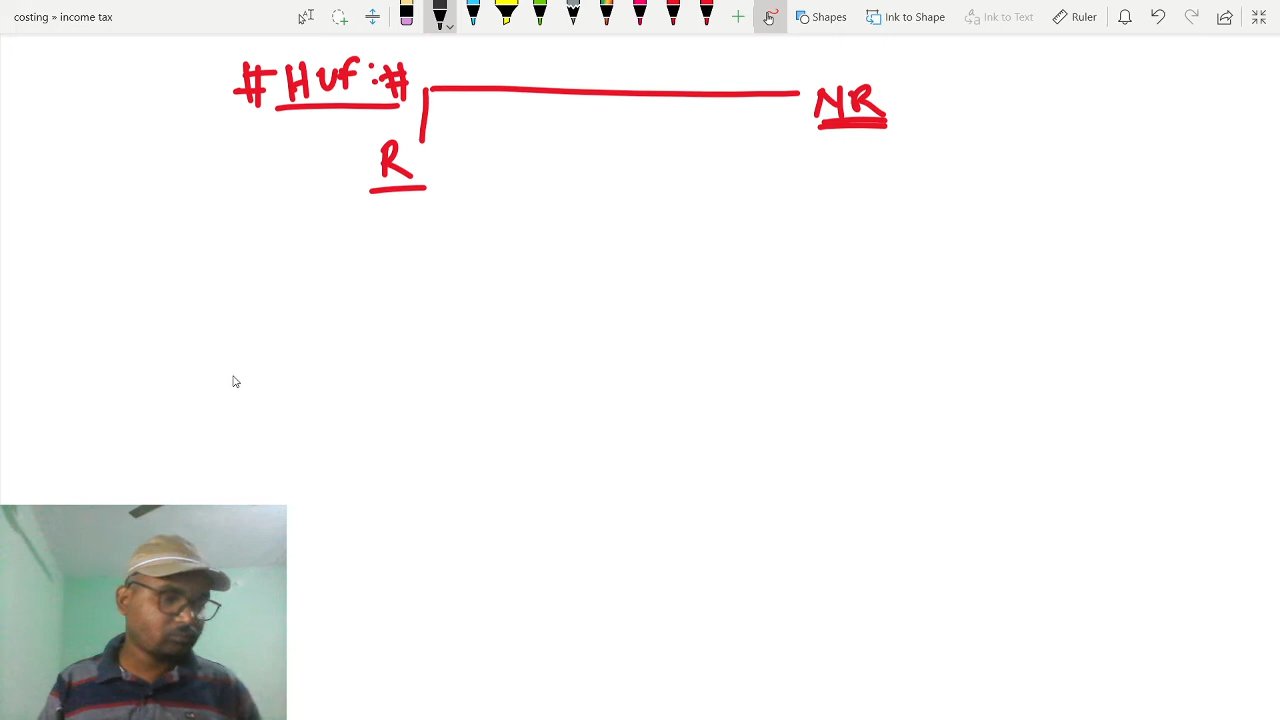 costing » income tax
Shapes
Ink to Shape
Ink to Text
Ruler
# Huf :#
NR
R